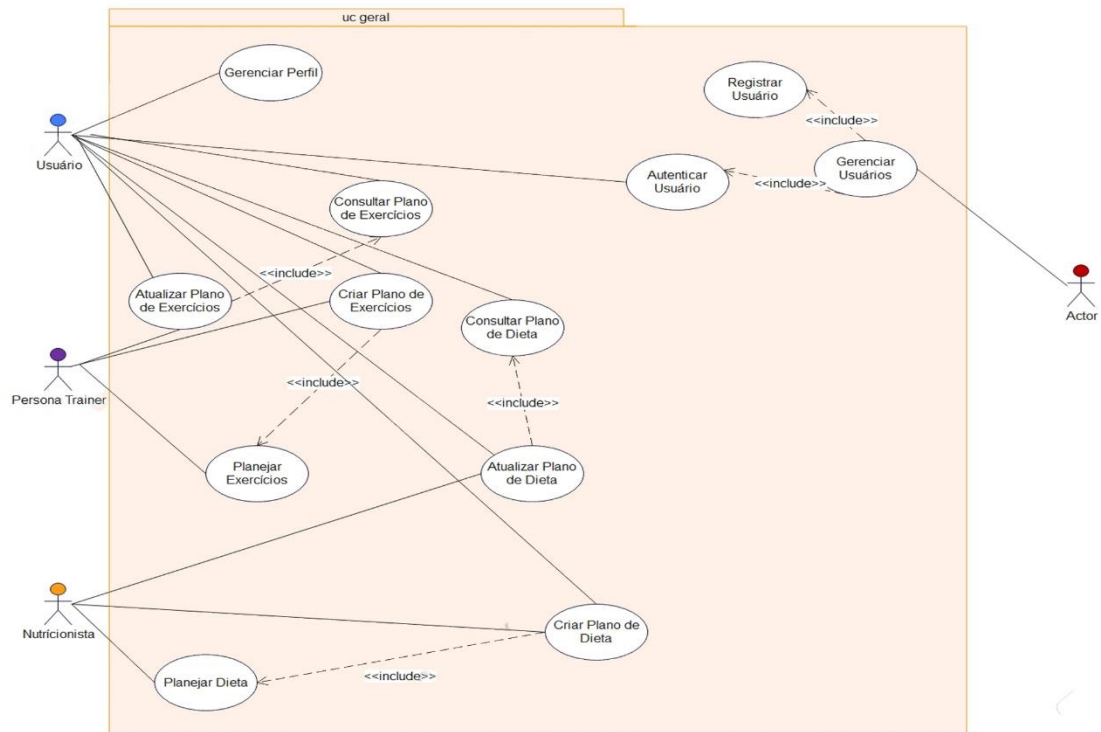 uc geral
Gerenciar Perfil
Registrar
Usuário
<<include>>
Usuário
Autenticar
Usuário
<<include>>
Gerenciar
Usuários
Consultar Plano
de Exercícios
<<include>>
Atualizar Plano
de Exercícios
Criar Plano de
Exercícios
Consultar Plano
de Dieta
Actor
Persona Trainer
<<include>>
<<include>>
Planejar
Exercícios
Atualizar Plano
de Dieta
Nutricionista
Criar Plano de
Dieta
Planejar Dieta
<<include>>